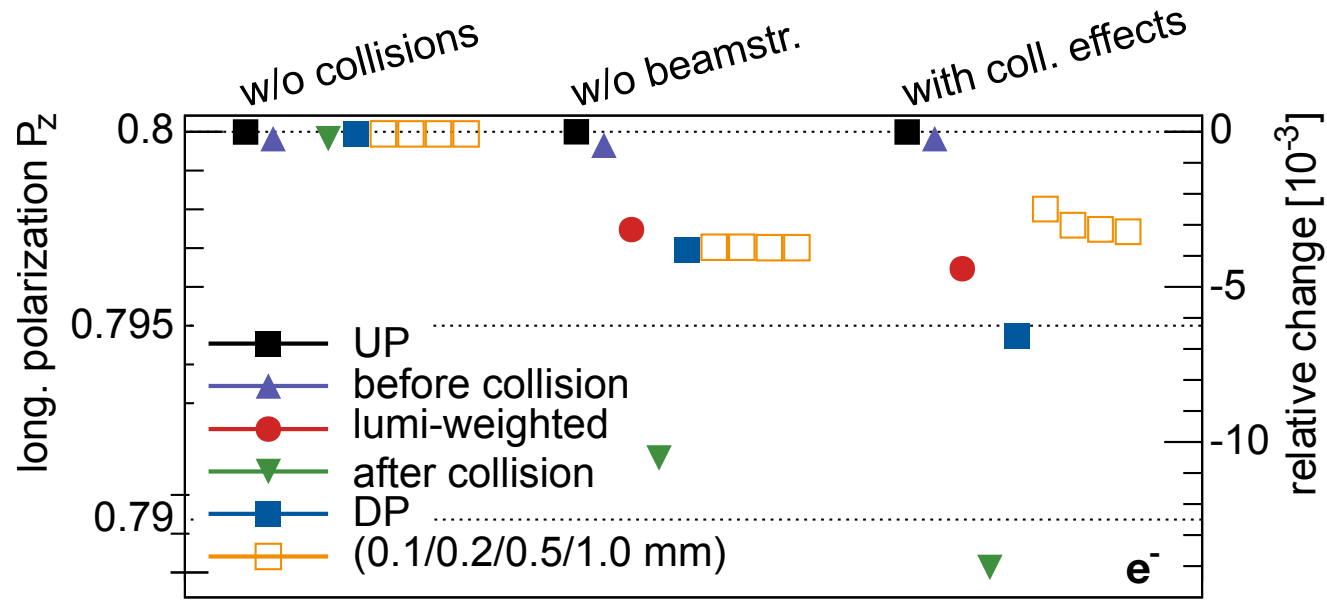 w/o collisions
w/o beamstr.
with coll. effects
long. polarization P_z
0.8
0.795
0.79
UP
before collision
lumi-weighted
after collision
DP
(0.1/0.2/0.5/1.0 mm)
e⁻
0
-5
-10
relative change [10⁻³]